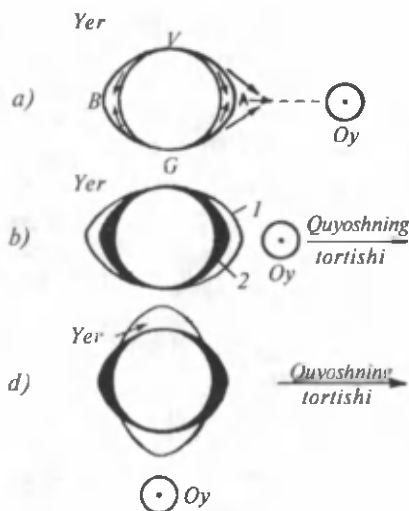 Yer
V
a)
B
A
Oy
G
Yer
1
b)
Oy
Quyoshning
tortishi
2
Yer
d)
Quyoshning
tortishi
Oy